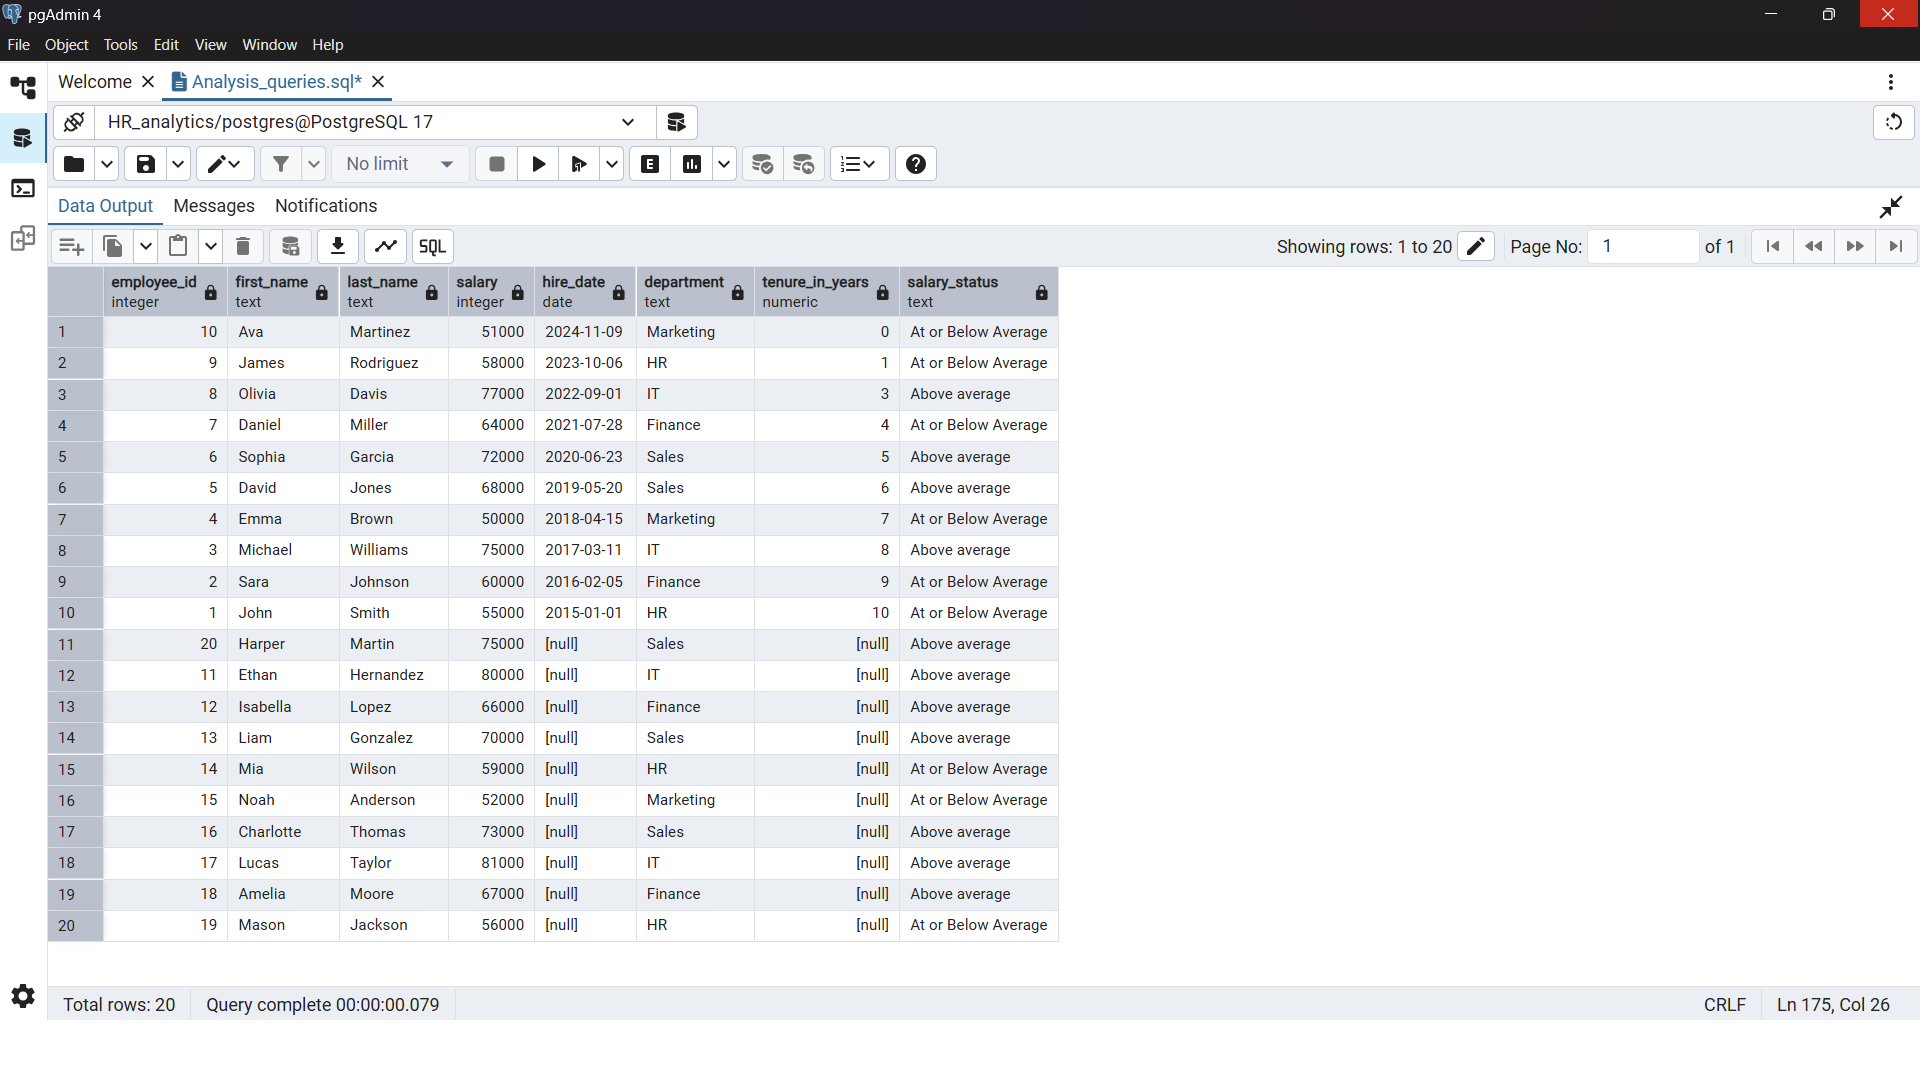 pgAdmin 4
File Object Tools Edit View Window Help
Welcome Analysis_queries.sql*
HR_analytics/postgres@PostgreSQL 17
No limit E
Data Output Messages Notifications
SQL Showing rows: 1 to 20 Page No: 1 of 1
employee_id first_name last_name salary hire_date department tenure_in_years salary_status
integer text text integer date text numeric text
1 10 Ava Martinez 51000 2024-11-09 Marketing 0 At or Below Average
2 9 James Rodriguez 58000 2023-10-06 HR 1 At or Below Average
3 8 Olivia Davis 77000 2022-09-01 IT 3 Above average
4 7 Daniel Miller 64000 2021-07-28 Finance 4 At or Below Average
5 6 Sophia Garcia 72000 2020-06-23 Sales 5 Above average
6 5 David Jones 68000 2019-05-20 Sales 6 Above average
7 4 Emma Brown 50000 2018-04-15 Marketing 7 At or Below Average
8 3 Michael Williams 75000 2017-03-11 IT 8 Above average
9 2 Sara Johnson 60000 2016-02-05 Finance 9 At or Below Average
10 1 John Smith 55000 2015-01-01 HR 10 At or Below Average
11 20 Harper Martin 75000 [null] Sales [null] Above average
12 11 Ethan Hernandez 80000 [null] IT [null] Above average
13 12 Isabella Lopez 66000 [null] Finance [null] Above average
14 13 Liam Gonzalez 70000 [null] Sales [null] Above average
15 14 Mia Wilson 59000 [null] HR [null] At or Below Average
16 15 Noah Anderson 52000 [null] Marketing [null] At or Below Average
17 16 Charlotte Thomas 73000 [null] Sales [null] Above average
18 17 Lucas Taylor 81000 [null] IT [null] Above average
19 18 Amelia Moore 67000 [null] Finance [null] Above average
20 19 Mason Jackson 56000 [null] HR [null] At or Below Average
Total rows: 20 Query complete 00:00:00.079 CRLF Ln 175, Col 26